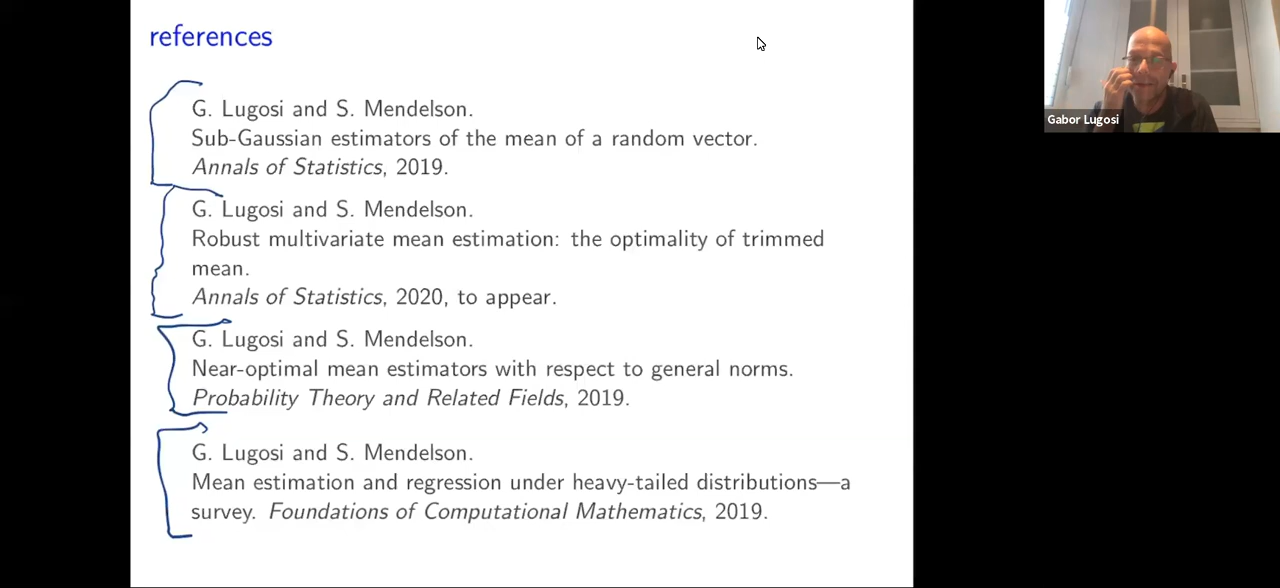 references
G. Lugosi and S. Mendelson.
Sub-Gaussian estimators of the mean of a random vector.
Annals of Statistics, 2019.
G. Lugosi and S. Mendelson.
Robust multivariate mean estimation: the optimality of trimmed
mean.
Annals of Statistics, 2020, to appear.
G. Lugosi and S. Mendelson.
Near-optimal mean estimators with respect to general norms.
Probability Theory and Related Fields, 2019.
G. Lugosi and S. Mendelson.
Mean estimation and regression under heavy-tailed distributions—a
survey. Foundations of Computational Mathematics, 2019.
Gabor Lugosi